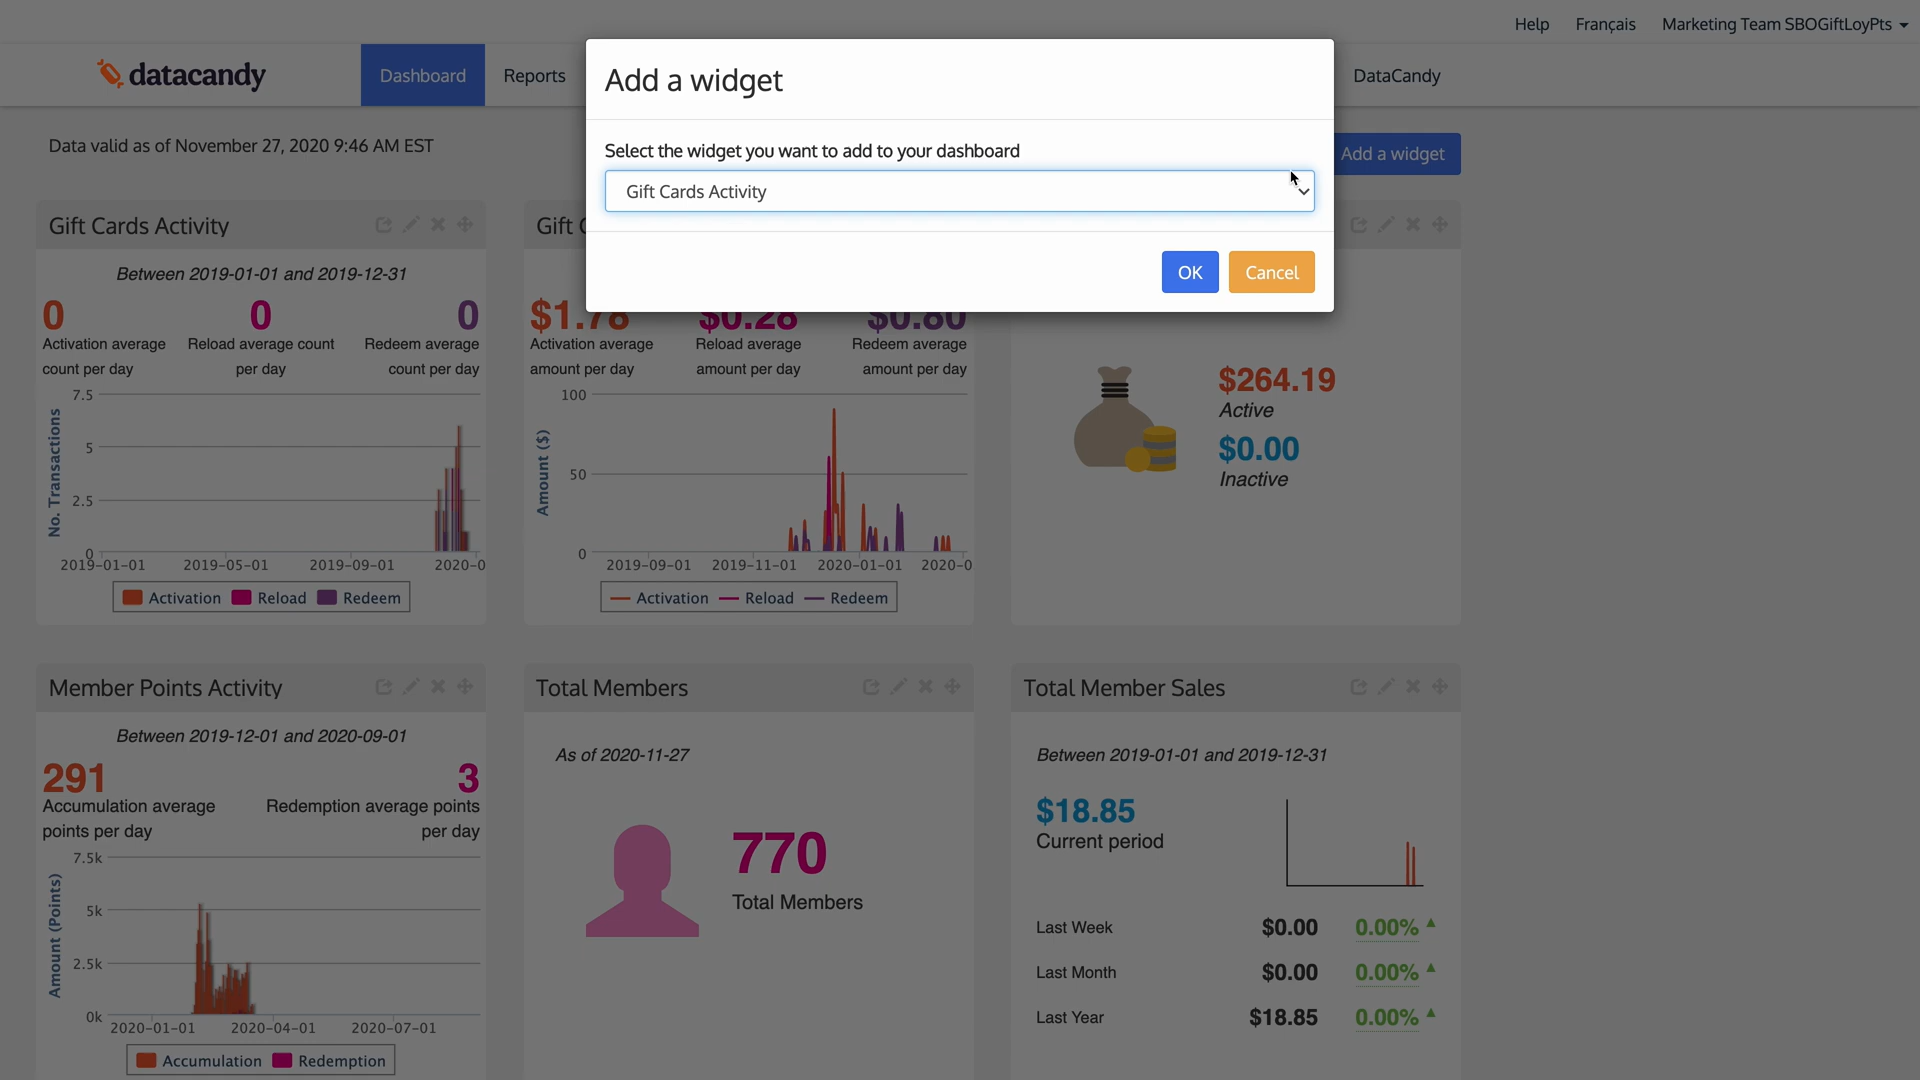 Help Français Marketing Team SBOGiftLoyPts
datacandy Dashboard Reports DataCandy
Add a widget
Data valid as of November 27, 2020 9:46 AM EST
Select the widget you want to add to your dashboard
Add a widget
Gift Cards Activity
OK Cancel
Gift Cards Activity
Between 2019-01-01 and 2019-12-31
0 0 0
Activation average Reload average count Redeem average
count per day per day count per day
No. Transactions
7.5
5
2.5
0
2019-01-01 2019-05-01 2019-09-01 2020-0
Activation Reload Redeem
Gift
$1.78 $0.28 $0.80
Activation average Reload average Redeem average
amount per day amount per day amount per day
Amount ($)
100
50
0
2019-09-01 2019-11-01 2020-01-01 2020-0
Activation Reload Redeem
$264.19
Active
$0.00
Inactive
Member Points Activity
Between 2019-12-01 and 2020-09-01
291 3
Accumulation average Redemption average points
points per day per day
Amount (Points)
7.5k
5k
2.5k
0k
2020-01-01 2020-04-01 2020-07-01
Accumulation Redemption
Total Members
As of 2020-11-27
770
Total Members
Total Member Sales
Between 2019-01-01 and 2019-12-31
$18.85
Current period
Last Week $0.00 0.00%
Last Month $0.00 0.00%
Last Year $18.85 0.00%